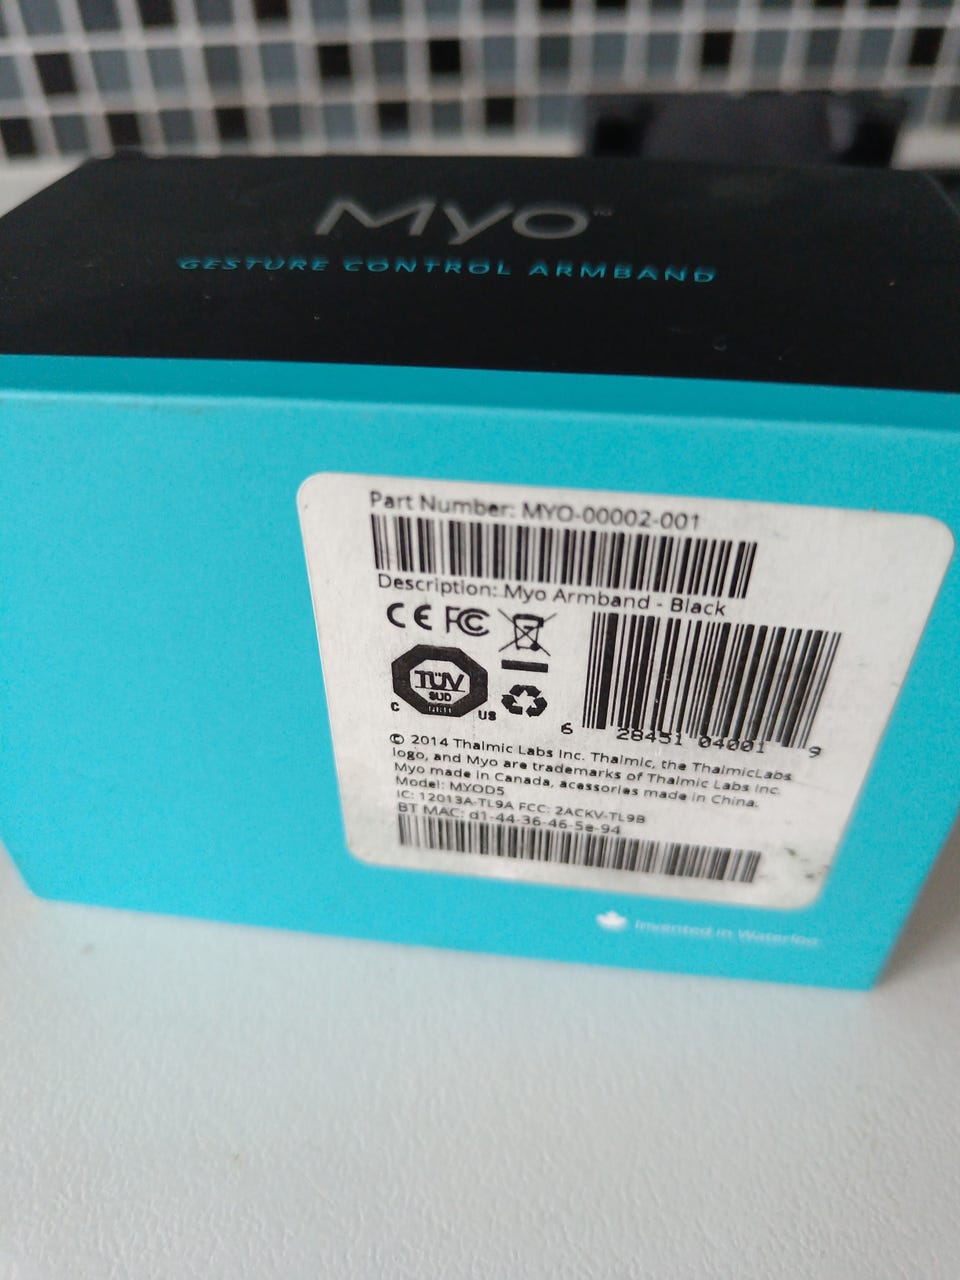 Myo™
GESTURE CONTROL ARMBAND
Part Number: MYO-00002-001
Description: Myo Armband - Black
CE FC
TÜV
SUD
C US
6 28451 04001 9
© 2014 Thalmic Labs Inc. Thalmic, the ThalmicLabs
logo, and Myo are trademarks of Thalmic Labs Inc.
Myo made in Canada, acessories made in China.
Model: MYOD5
IC: 12013A-TL9A FCC: 2ACKV-TL9B
BT MAC: d1-44-36-46-5e-94
Invented in Waterloo